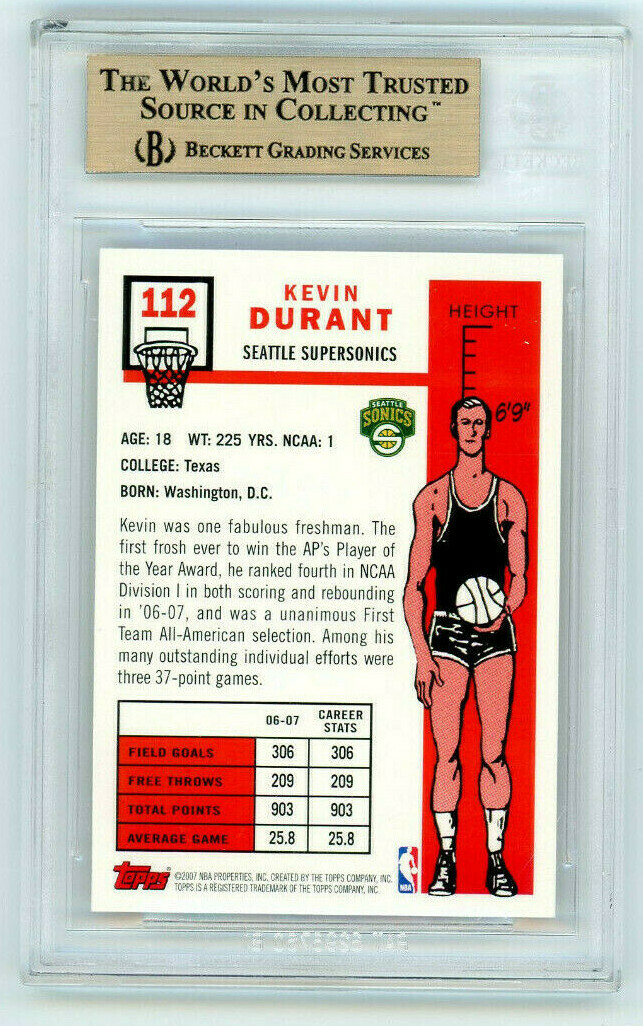 THE WORLD'S MOST TRUSTED
SOURCE IN COLLECTING™
(B) BECKETT GRADING SERVICES
112
KEVIN
DURANT
SEATTLE SUPERSONICS
HEIGHT
6'9"
SEATTLE
SONICS
AGE: 18 WT: 225 YRS. NCAA: 1
COLLEGE: Texas
BORN: Washington, D.C.
Kevin was one fabulous freshman. The
first frosh ever to win the AP's Player of
the Year Award, he ranked fourth in NCAA
Division I in both scoring and rebounding
in '06-07, and was a unanimous First
Team All-American selection. Among his
many outstanding individual efforts were
three 37-point games.
06-07 CAREER STATS
FIELD GOALS 306 306
FREE THROWS 209 209
TOTAL POINTS 903 903
AVERAGE GAME 25.8 25.8
Topps ©2007 NBA PROPERTIES, INC. CREATED BY THE TOPPS COMPANY, INC.
TOPPS IS A REGISTERED TRADEMARK OF THE TOPPS COMPANY, INC.
NBA